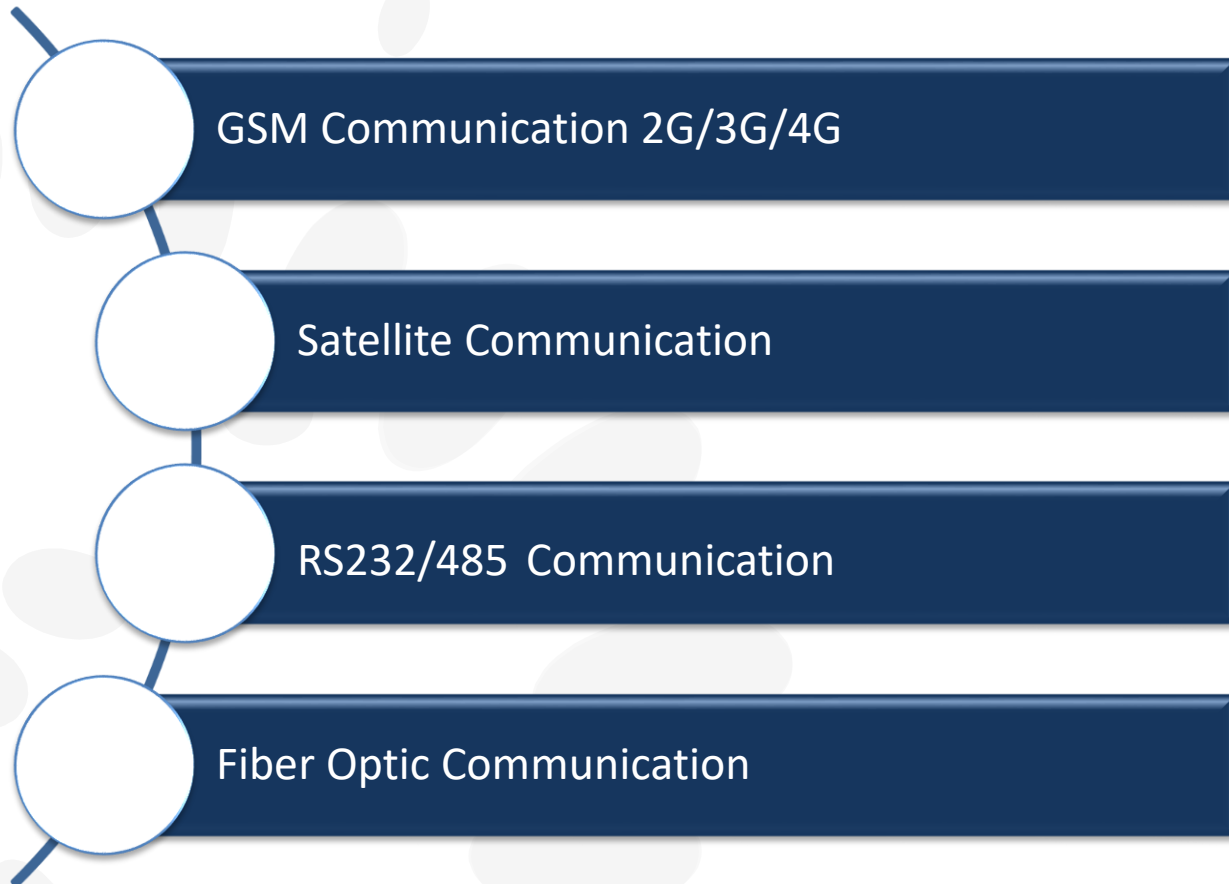 GSM Communication 2G/3G/4G
Satellite Communication
RS232/485 Communication
Fiber Optic Communication